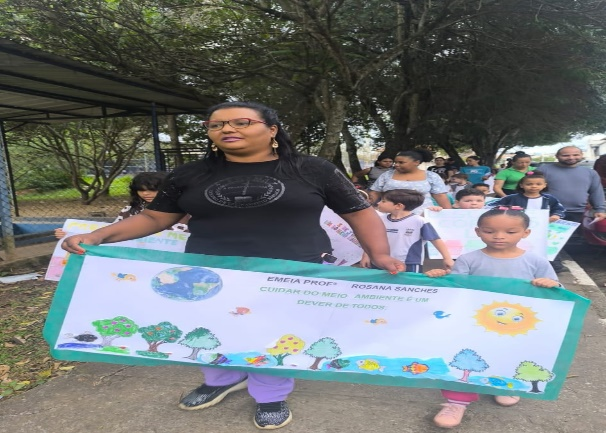 EMEIA PROFª ROSANA SANCHES
CUIDAR DO MEIO AMBIENTE É UM
DEVER DE TODOS.